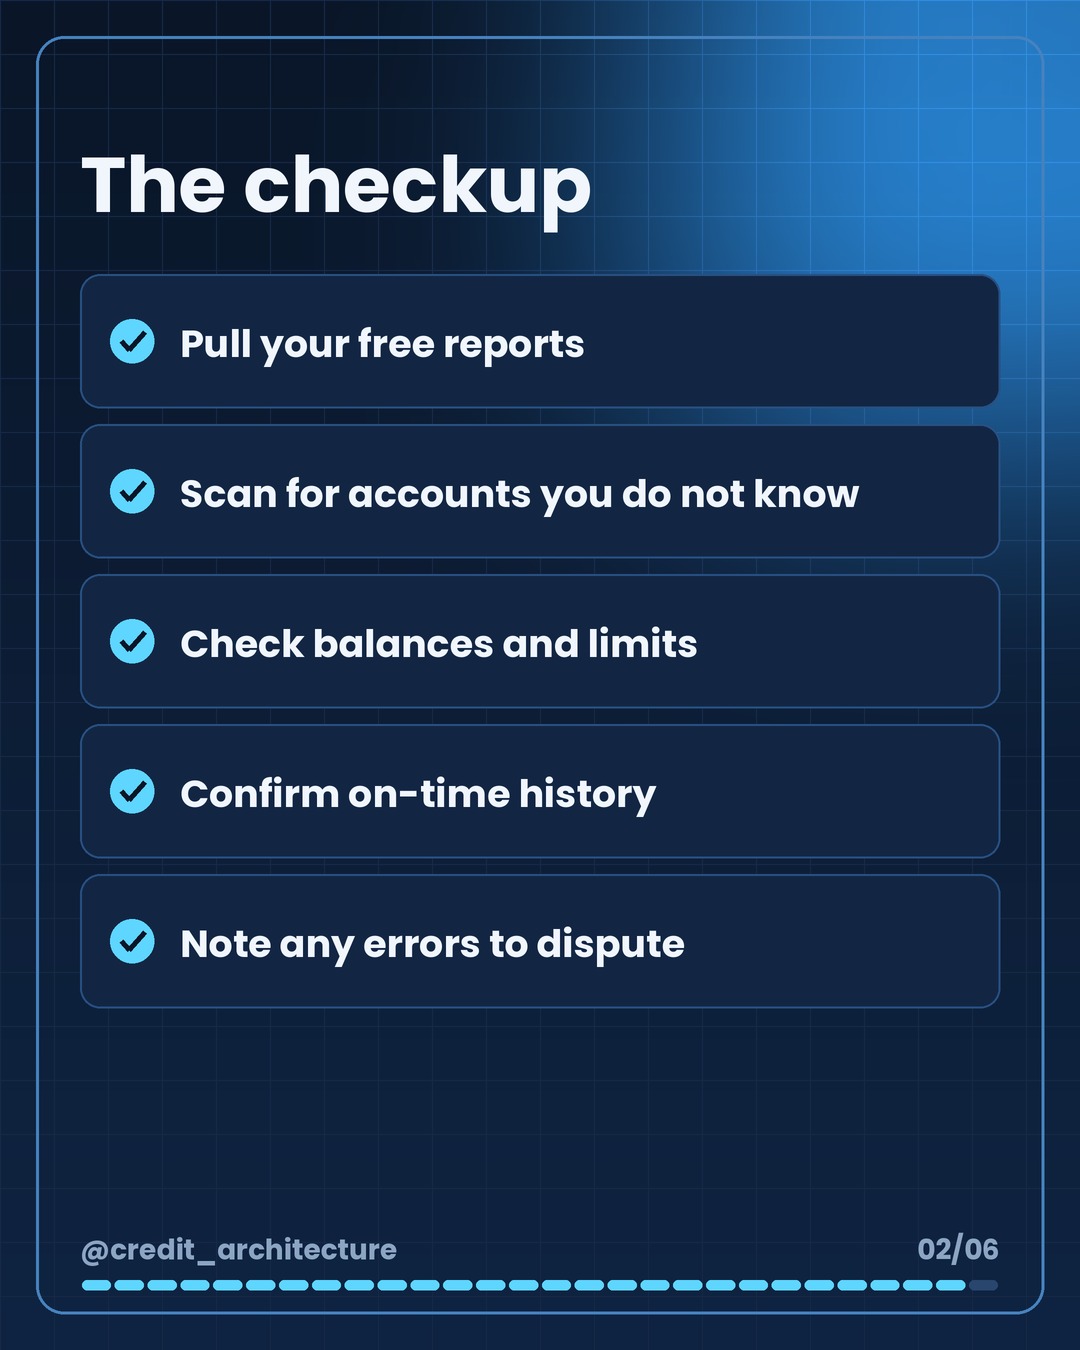 The checkup
Pull your free reports
Scan for accounts you do not know
Check balances and limits
Confirm on-time history
Note any errors to dispute
@credit_architecture
02/06